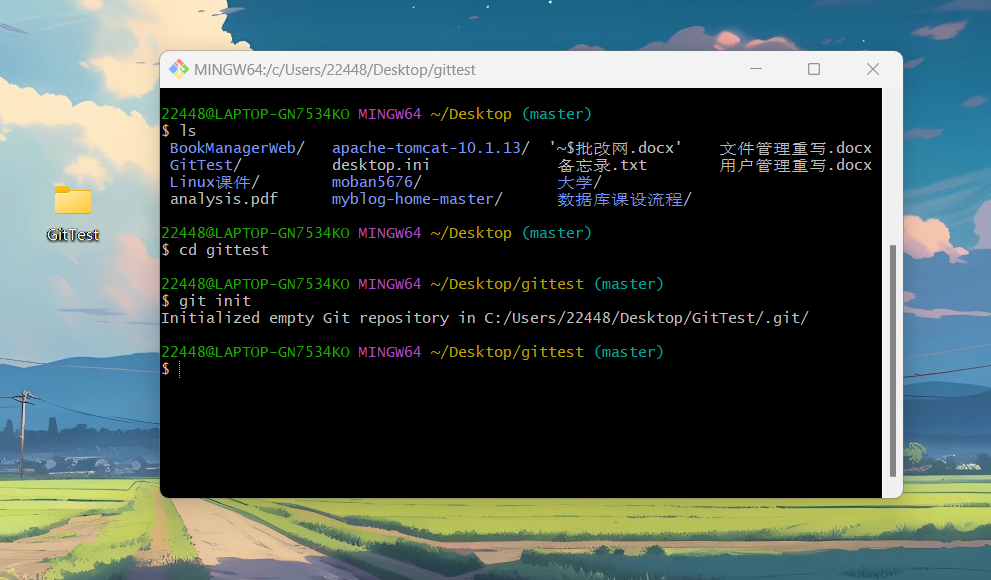 MINGW64:/c/Users/22448/Desktop/gittest
22448@LAPTOP-GN7534KO MINGW64 ~/Desktop (master)
$ ls
BookManagerWeb/ apache-tomcat-10.1.13/ '~$批改网.docx' 文件管理重写.docx
GitTest/ desktop.ini 备忘录.txt 用户管理重写.docx
Linux课件/ moban5676/ 大学/
analysis.pdf myblog-home-master/ 数据库课设流程/
22448@LAPTOP-GN7534KO MINGW64 ~/Desktop (master)
$ cd gittest
22448@LAPTOP-GN7534KO MINGW64 ~/Desktop/gittest (master)
$ git init
Initialized empty Git repository in C:/Users/22448/Desktop/GitTest/.git/
22448@LAPTOP-GN7534KO MINGW64 ~/Desktop/gittest (master)
$
GitTest